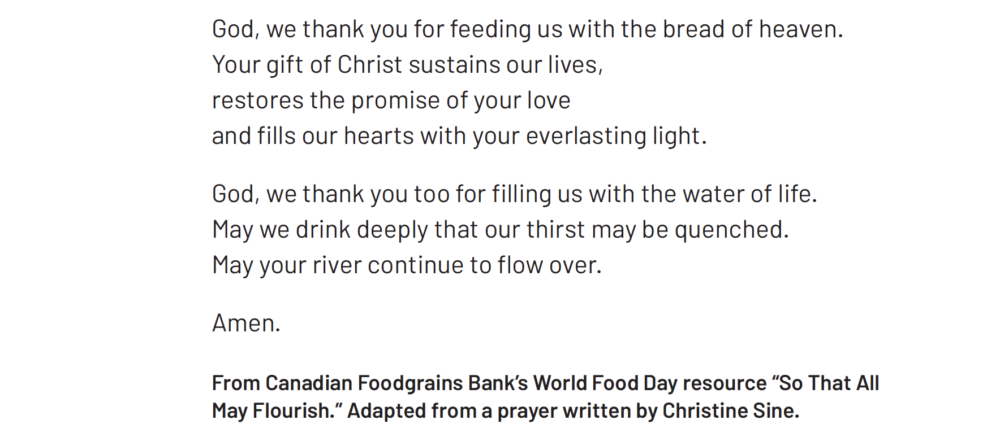 God, we thank you for feeding us with the bread of heaven.
Your gift of Christ sustains our lives,
restores the promise of your love
and fills our hearts with your everlasting light.
God, we thank you too for filling us with the water of life.
May we drink deeply that our thirst may be quenched.
May your river continue to flow over.
Amen.
From Canadian Foodgrains Bank’s World Food Day resource “So That All
May Flourish.” Adapted from a prayer written by Christine Sine.